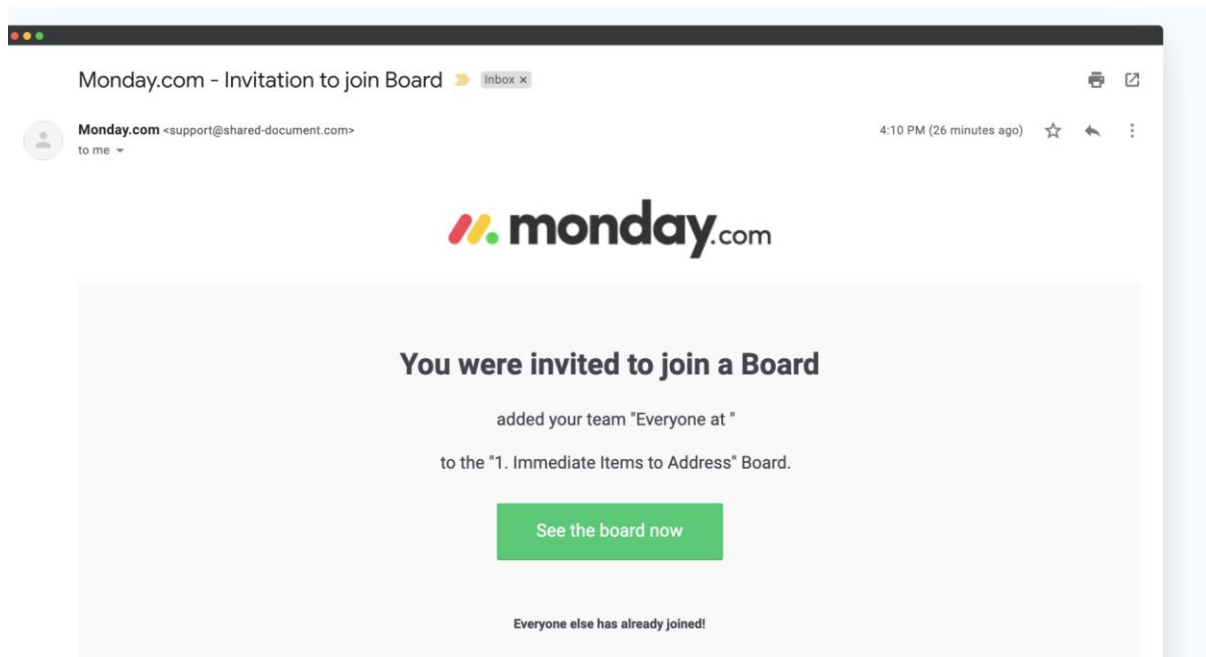 Monday.com - Invitation to join Board Inbox x
Monday.com <support@shared-document.com> 4:10 PM (26 minutes ago)
to me
monday.com
You were invited to join a Board
added your team "Everyone at "
to the "1. Immediate Items to Address" Board.
See the board now
Everyone else has already joined!